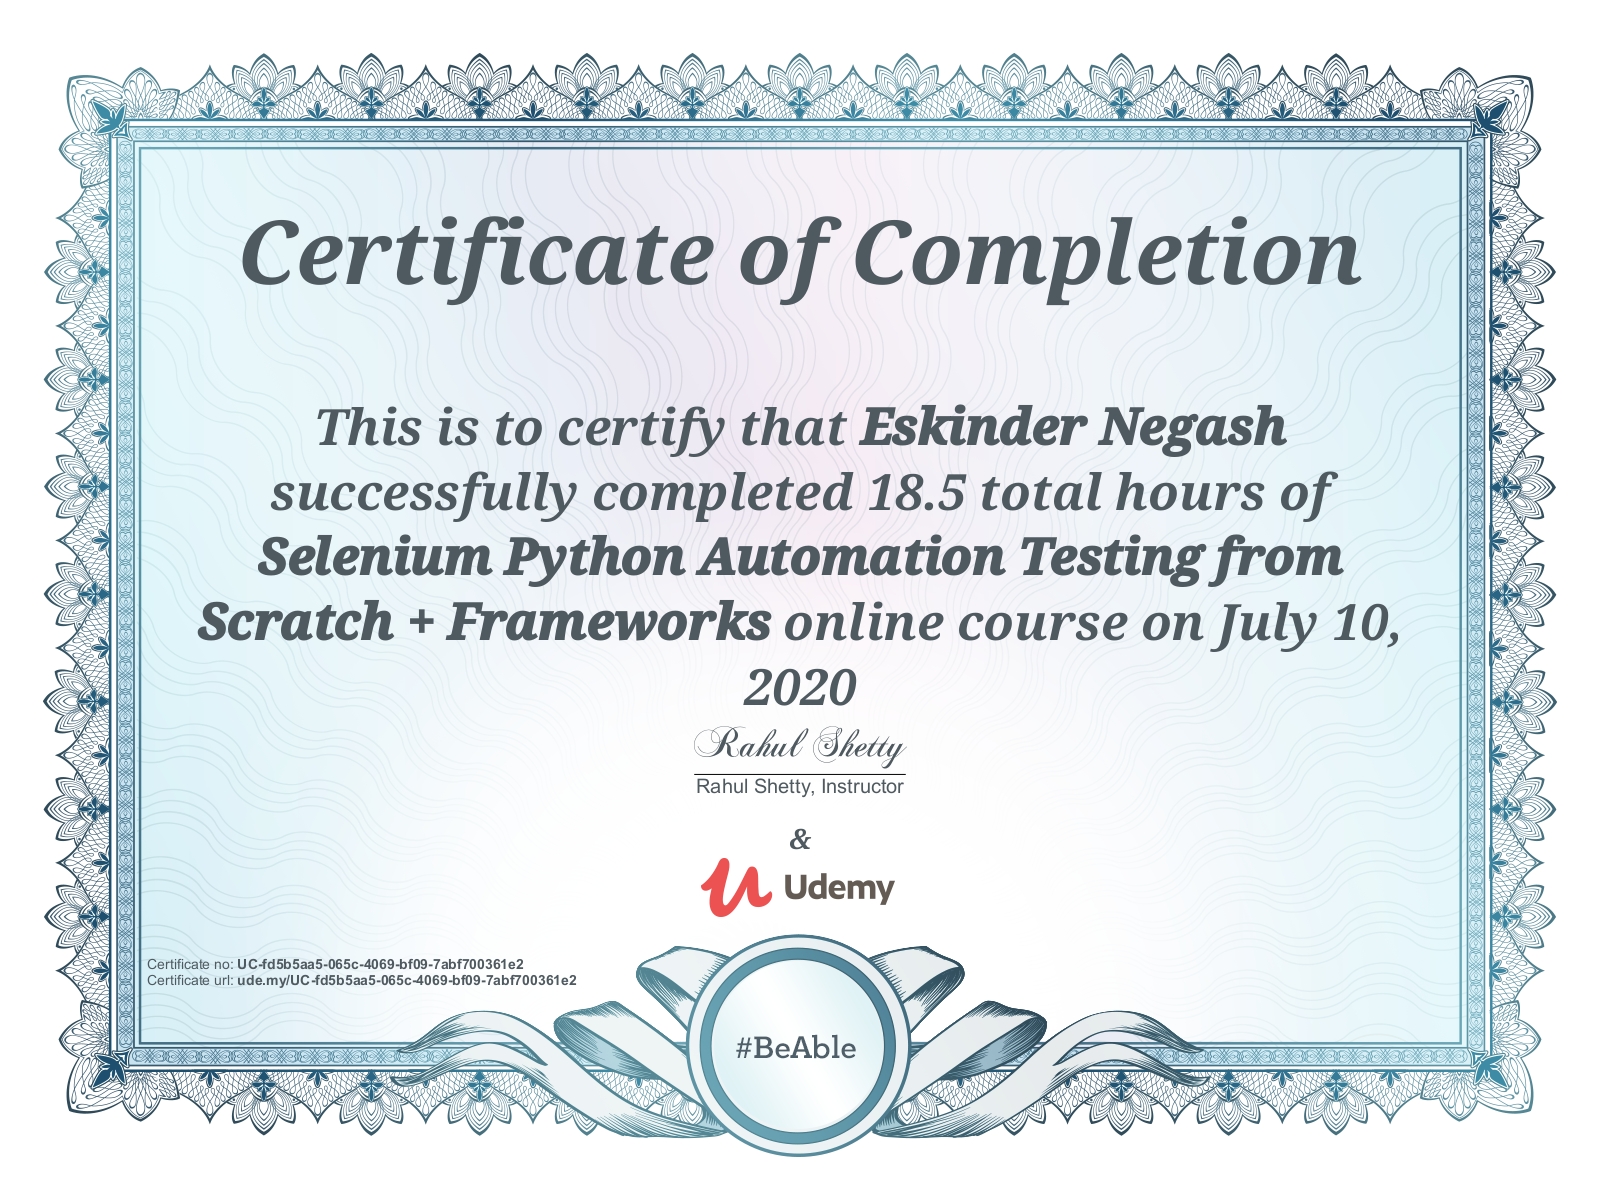 Certificate of Completion
This is to certify that Eskinder Negash
successfully completed 18.5 total hours of
Selenium Python Automation Testing from
Scratch + Frameworks online course on July 10,
2020
Rahul Shetty
Rahul Shetty, Instructor
&
Udemy
Certificate no: UC-fd5b5aa5-065c-4069-bf09-7abf700361e2
Certificate url: ude.my/UC-fd5b5aa5-065c-4069-bf09-7abf700361e2
#BeAble